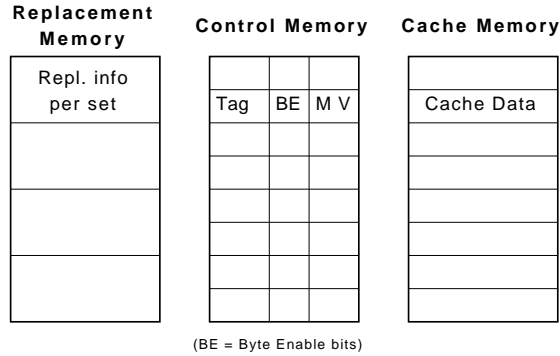 Replacement
Memory
Control Memory
Cache Memory
Repl. info
per set
Tag BE M V
Cache Data
(BE = Byte Enable bits)